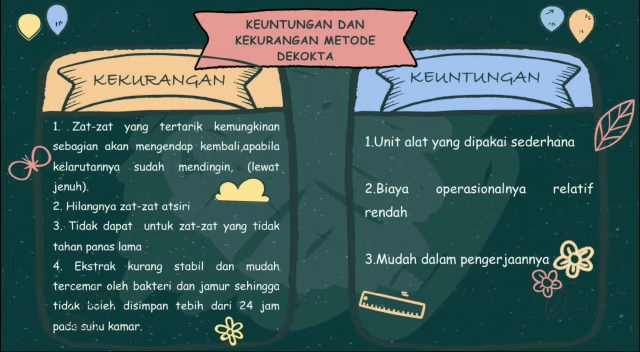 KEUNTUNGAN DAN
KEKURANGAN METODE
DEKOKTA
KEKURANGAN
1. Zat-zat yang tertarik kemungkinan
sebagian akan mengendap kembali,apabila
kelarutannya sudah mendingin, (lewat
jenuh).
2. Hilangnya zat-zat atsiri
3. Tidak dapat untuk zat-zat yang tidak
tahan panas lama
4. Ekstrak kurang stabil dan mudah
tercemar oleh bakteri dan jamur sehingga
tidak boleh disimpan tebih dari 24 jam
pada suhu kamar.
KEUNTUNGAN
1.Unit alat yang dipakai sederhana
2.Biaya operasionalnya relatif
rendah
3.Mudah dalam pengerjaannya